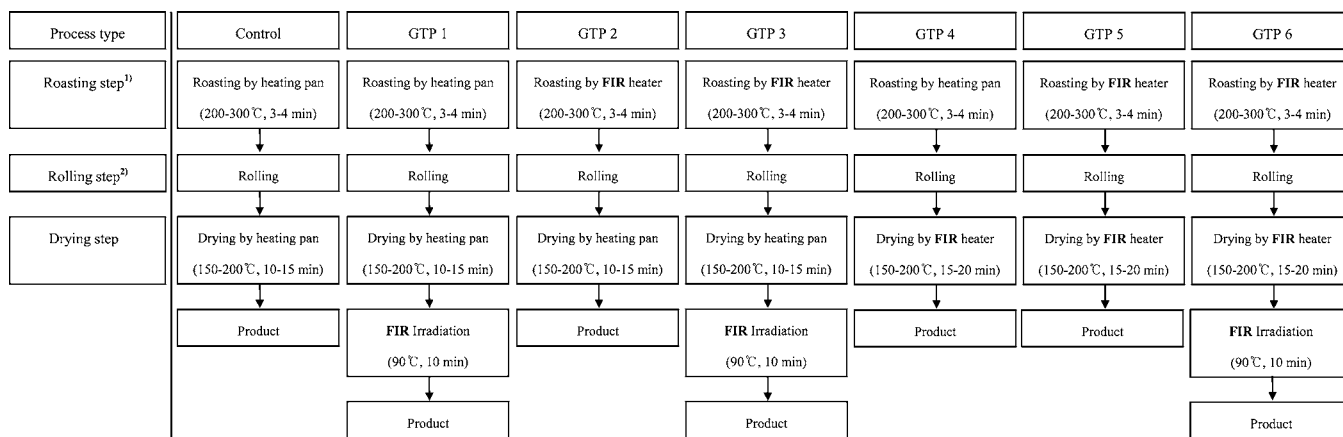 Process type Control GTP 1 GTP 2 GTP 3 GTP 4 GTP 5 GTP 6
Roasting step1) Roasting by heating pan Roasting by heating pan Roasting by FIR heater Roasting by FIR heater Roasting by heating pan Roasting by FIR heater Roasting by FIR heater
(200-300℃, 3-4 min) (200-300℃, 3-4 min) (200-300℃, 3-4 min) (200-300℃, 3-4 min) (200-300℃, 3-4 min) (200-300℃, 3-4 min) (200-300℃, 3-4 min)
Rolling step2) Rolling Rolling Rolling Rolling Rolling Rolling Rolling
Drying step Drying by heating pan Drying by heating pan Drying by heating pan Drying by heating pan Drying by FIR heater Drying by FIR heater Drying by FIR heater
(150-200℃, 10-15 min) (150-200℃, 10-15 min) (150-200℃, 10-15 min) (150-200℃, 10-15 min) (150-200℃, 15-20 min) (150-200℃, 15-20 min) (150-200℃, 15-20 min)
Product FIR Irradiation Product FIR Irradiation Product Product FIR Irradiation
(90℃, 10 min) (90℃, 10 min) (90℃, 10 min)
Product Product Product